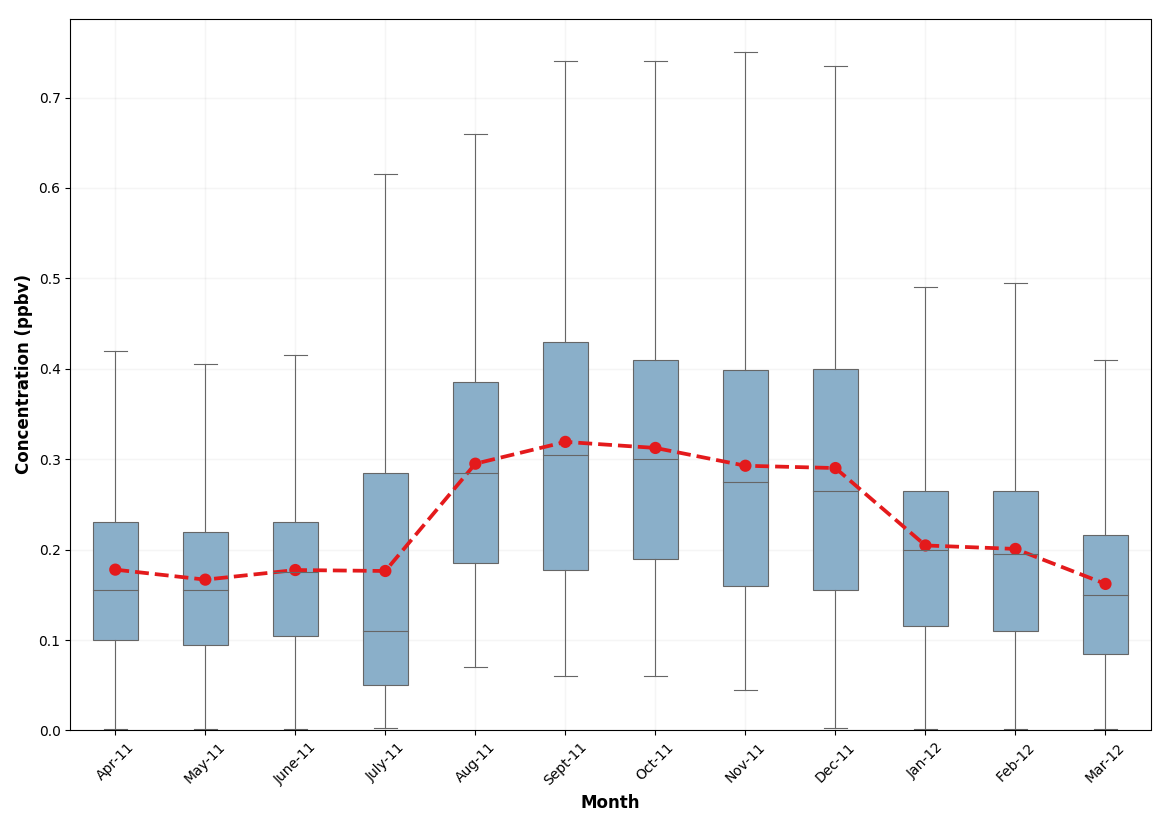 Concentration (ppbv)
0.7
0.6
0.5
0.4
0.3
0.2
0.1
0.0
Apr-11
May-11
June-11
July-11
Aug-11
Sept-11
Oct-11
Nov-11
Dec-11
Jan-12
Feb-12
Mar-12
Month